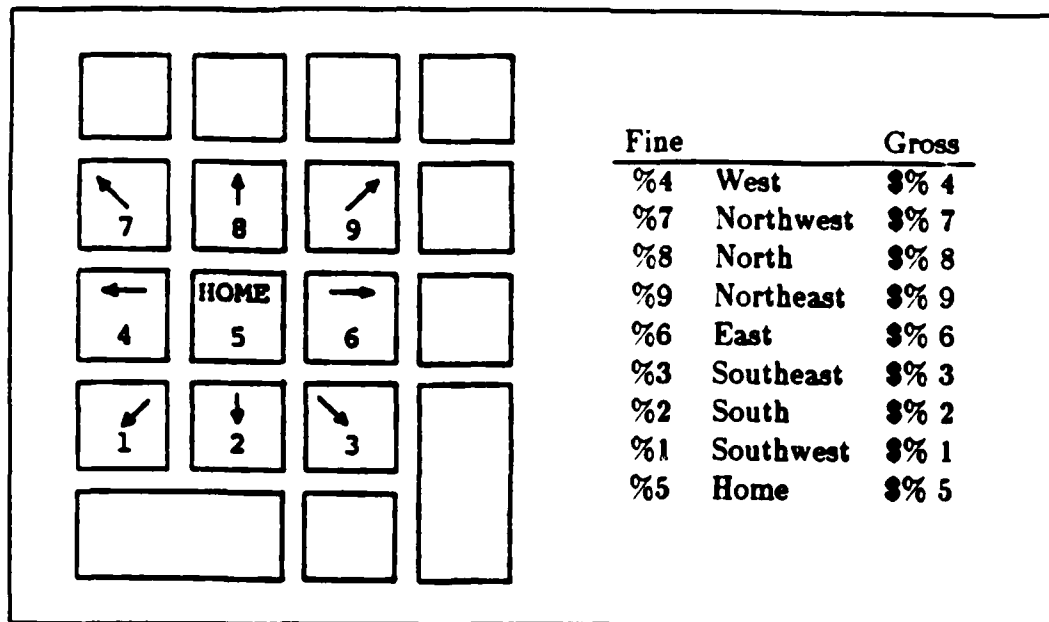 7 8 9
HOME
4 5 6
1 2 3
Fine Gross
%4 West $% 4
%7 Northwest $% 7
%8 North $% 8
%9 Northeast $% 9
%6 East $% 6
%3 Southeast $% 3
%2 South $% 2
%1 Southwest $% 1
%5 Home $% 5